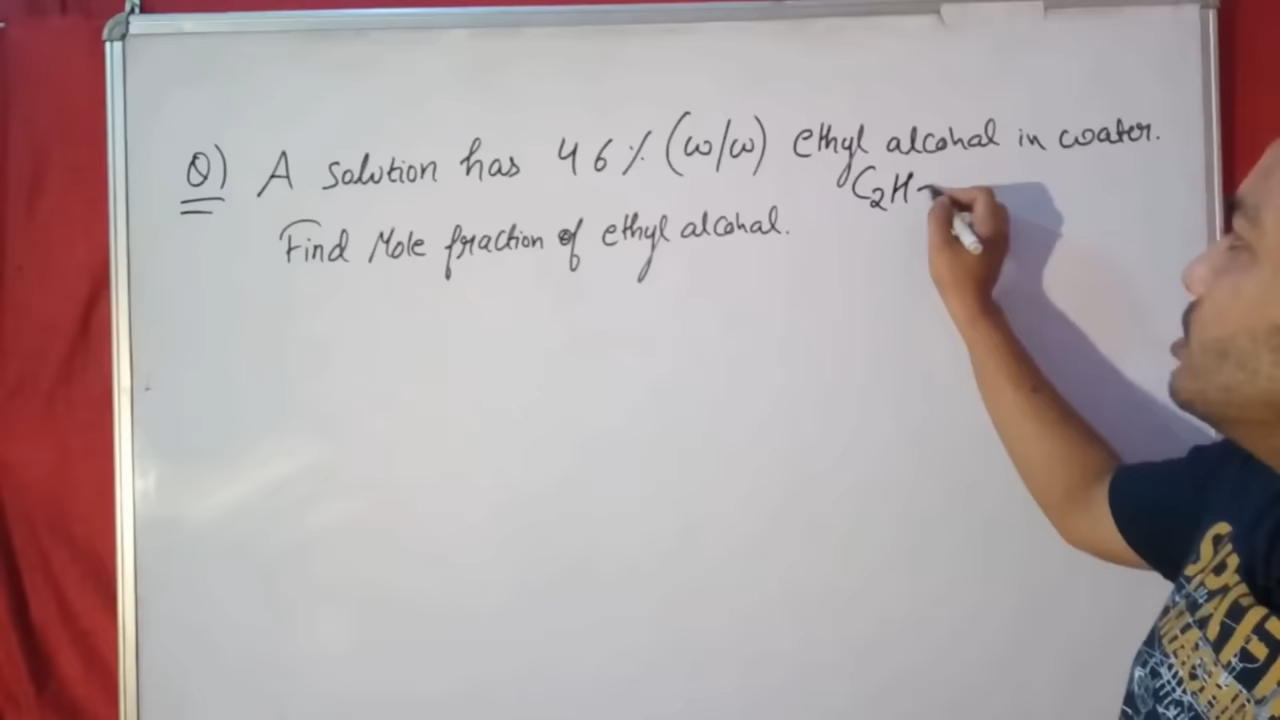 Q) A solution has 46% (w/w) ethyl alcohal in water.
C₂H
Find Mole fraction of ethyl alcohal.